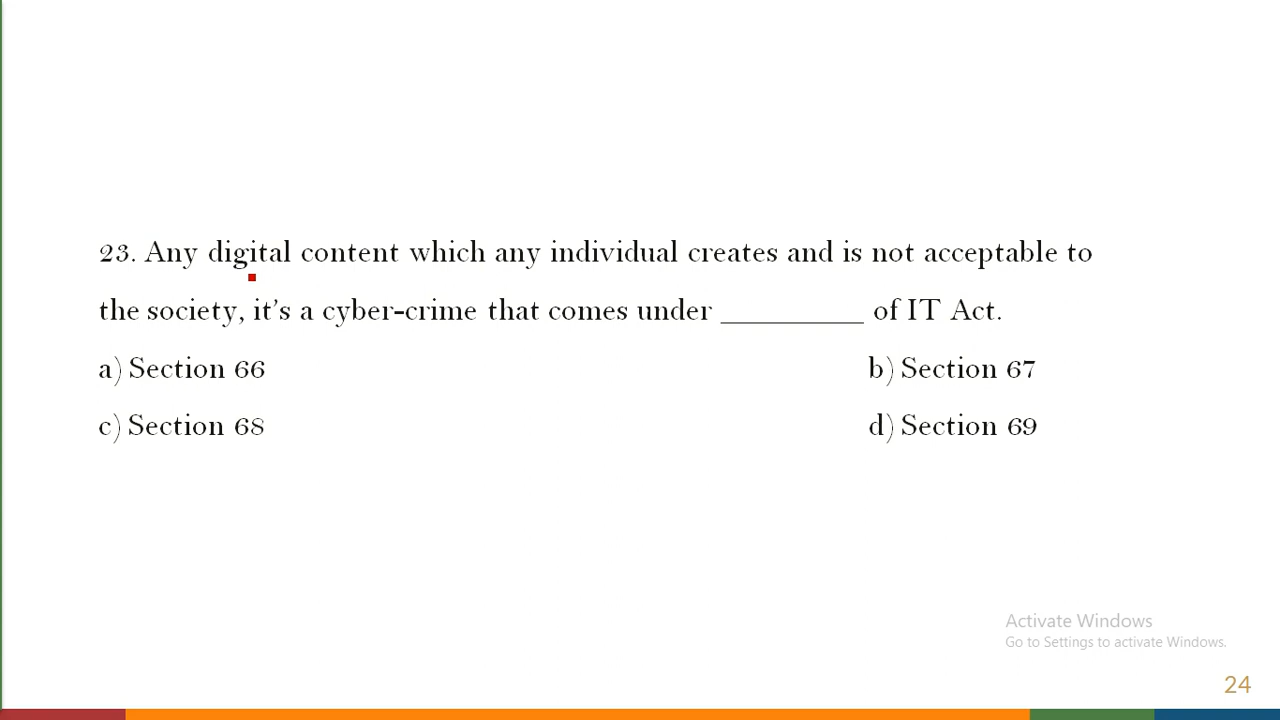 23. Any digital content which any individual creates and is not acceptable to
the society, it's a cyber-crime that comes under __________ of IT Act.
a) Section 66 b) Section 67
c) Section 68 d) Section 69
Activate Windows
Go to Settings to activate Windows.
24